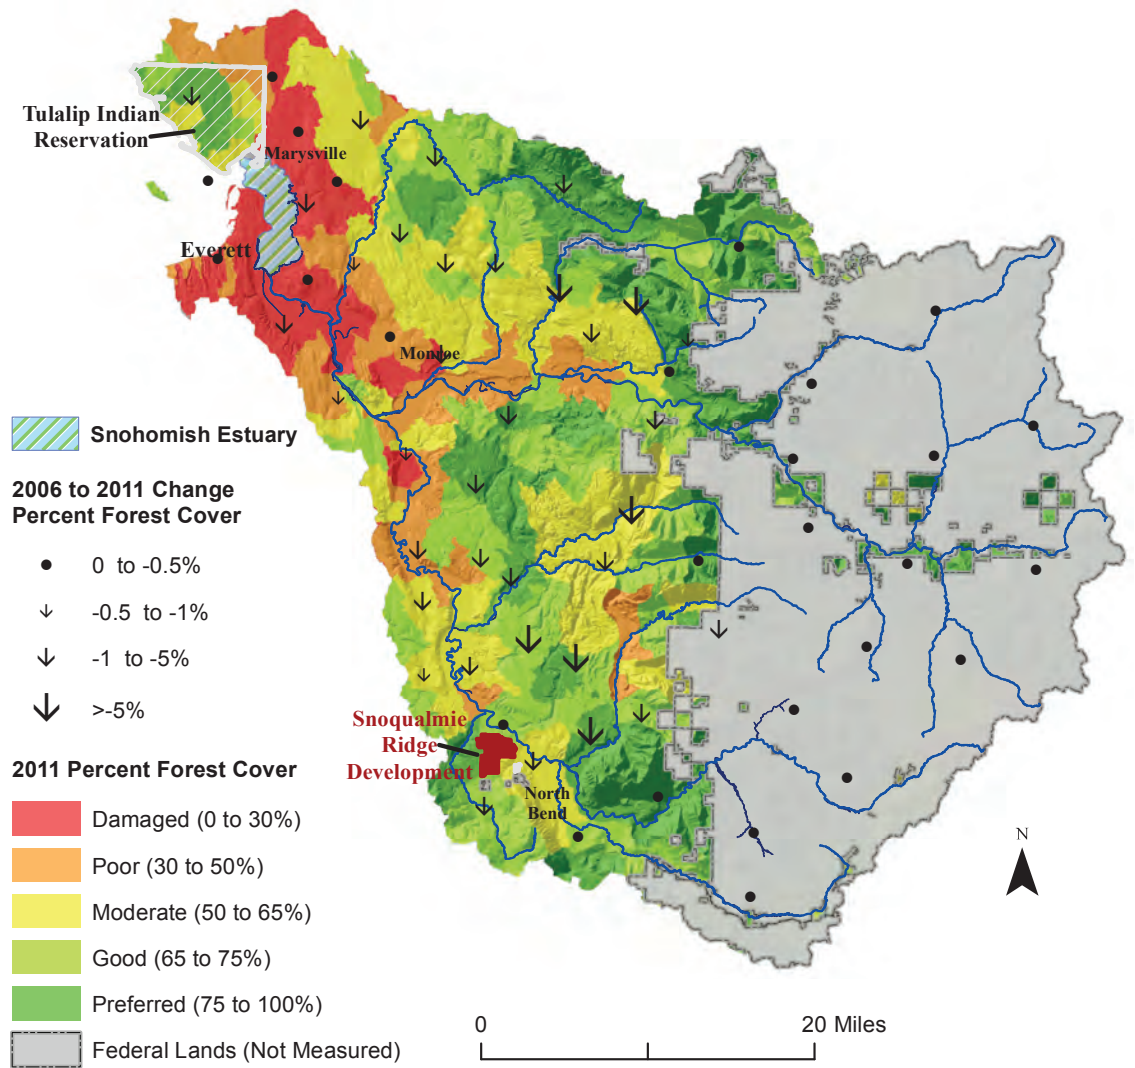 Tulalip Indian
Reservation
Marysville
Everett
Monroe
Snohomish Estuary
2006 to 2011 Change
Percent Forest Cover
0 to -0.5%
-0.5 to -1%
-1 to -5%
>-5%
Snoqualmie
Ridge
Development
North
Bend
2011 Percent Forest Cover
Damaged (0 to 30%)
Poor (30 to 50%)
Moderate (50 to 65%)
Good (65 to 75%)
Preferred (75 to 100%)
Federal Lands (Not Measured)
N
0 20 Miles